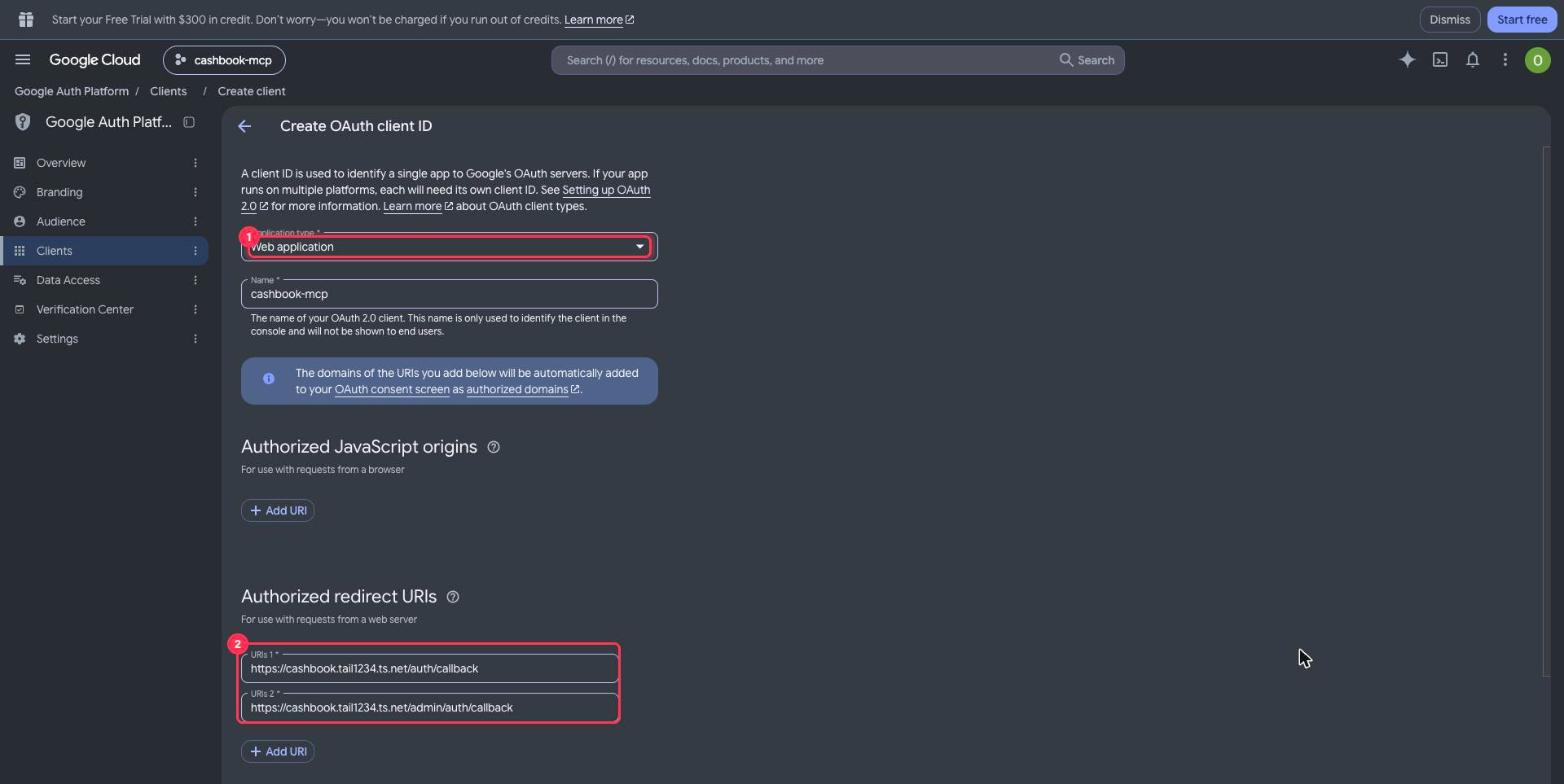 Start your Free Trial with $300 in credit. Don't worry—you won't be charged if you run out of credits. Learn more
Dismiss
Start free
Google Cloud
cashbook-mcp
Search (/) for resources, docs, products, and more
Search
O
Google Auth Platform / Clients / Create client
Google Auth Platf...
Overview
Branding
Audience
Clients
Data Access
Verification Center
Settings
Create OAuth client ID
A client ID is used to identify a single app to Google's OAuth servers. If your app
runs on multiple platforms, each will need its own client ID. See Setting up OAuth
2.0 for more information. Learn more about OAuth client types.
1
pplication type *
Web application
Name *
cashbook-mcp
The name of your OAuth 2.0 client. This name is only used to identify the client in the
console and will not be shown to end users.
The domains of the URIs you add below will be automatically added
to your OAuth consent screen as authorized domains.
Authorized JavaScript origins
For use with requests from a browser
+ Add URI
Authorized redirect URIs
For use with requests from a web server
2
URIs 1 *
https://cashbook.tail1234.ts.net/auth/callback
URIs 2 *
https://cashbook.tail1234.ts.net/admin/auth/callback
+ Add URI